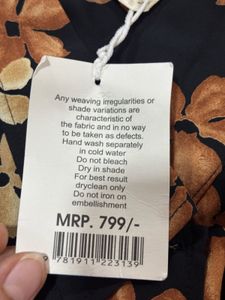 Any weaving irregularities or
shade variations are
characteristic of
the fabric and in no way
to be taken as defects.
Hand wash separately
in cold water
Do not bleach
Dry in shade
For best result
dryclean only
Do not iron on
embellishment
MRP. 799/-
9 781911 223139